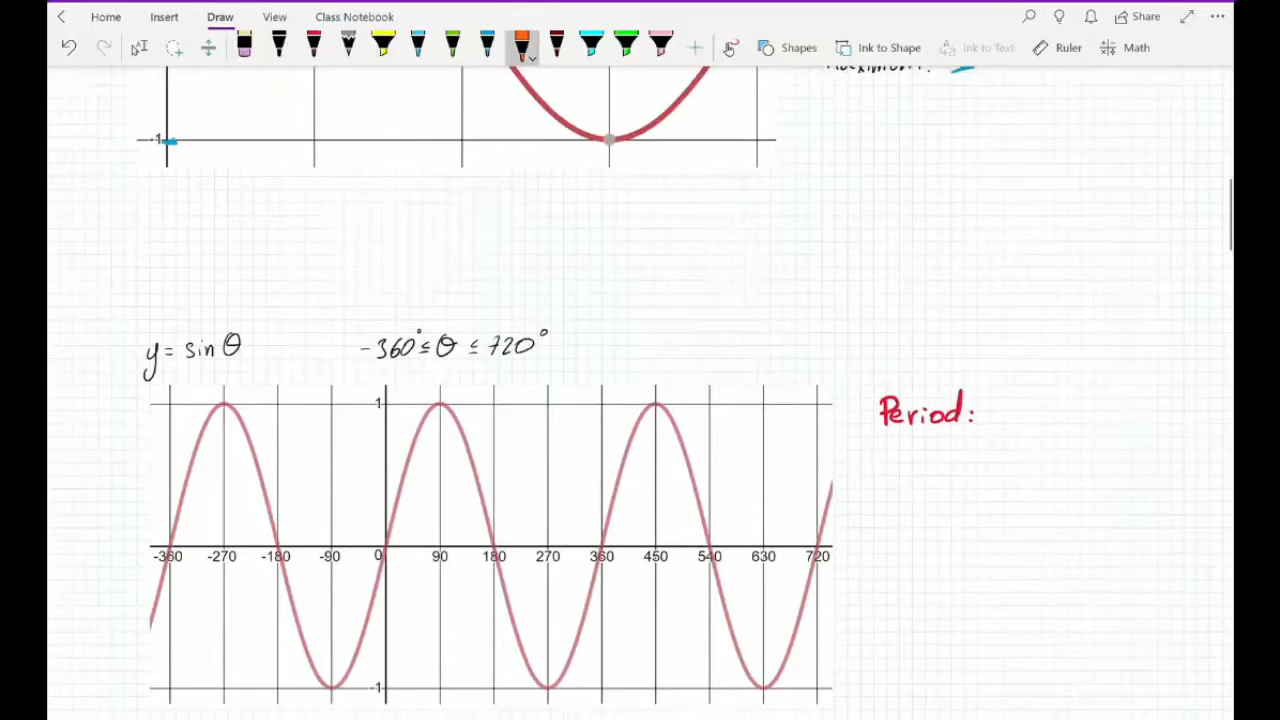 Home Insert Draw View Class Notebook Share
Shapes Ink to Shape Ink to Text Ruler Math
-1
y = sin θ -360° ≤ θ ≤ 720°
1
Period:
-360 -270 -180 -90 0 90 180 270 360 450 540 630 720
-1